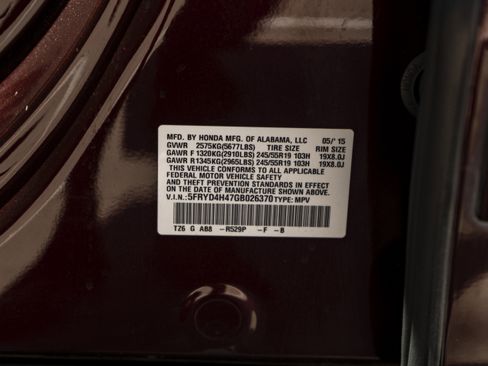 MFD. BY HONDA MFG. OF ALABAMA, LLC 05/'15
GVWR 2575KG(5677LBS) TIRE SIZE RIM SIZE
GAWR F 1320KG(2910LBS) 245/55R19 103H 19X8.0J
GAWR R1345KG(2965LBS) 245/55R19 103H 19X8.0J
THIS VEHICLE CONFORMS TO ALL APPLICABLE
FEDERAL MOTOR VEHICLE SAFETY
AND THEFT PREVENTION STANDARDS IN EFFECT
ON THE DATE OF MANUFACTURE SHOWN ABOVE.
V.I.N.: 5FRYD4H47GB026370 TYPE: MPV
TZ6 G AB8 -R529P -F -B